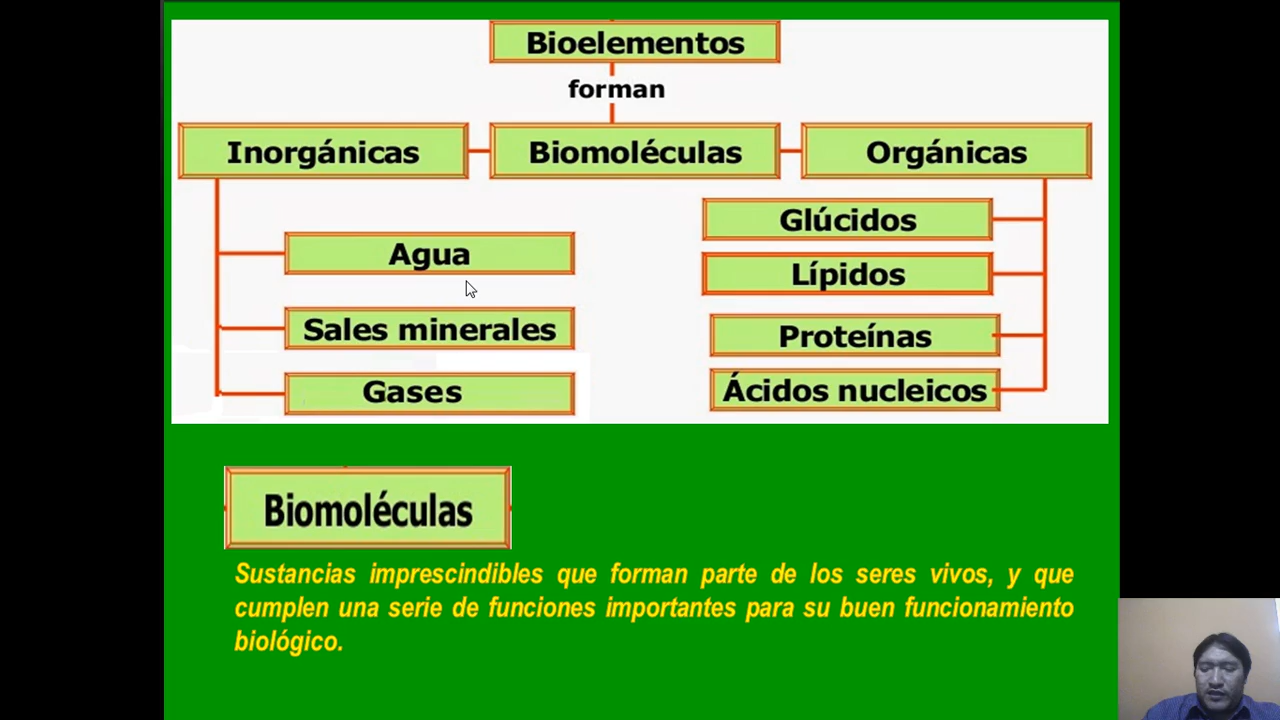 Bioelementos
forman
Inorgánicas
Biomoléculas
Orgánicas
Agua
Sales minerales
Gases
Glúcidos
Lípidos
Proteínas
Ácidos nucleicos
Biomoléculas
Sustancias imprescindibles que forman parte de los seres vivos, y que
cumplen una serie de funciones importantes para su buen funcionamiento
biológico.